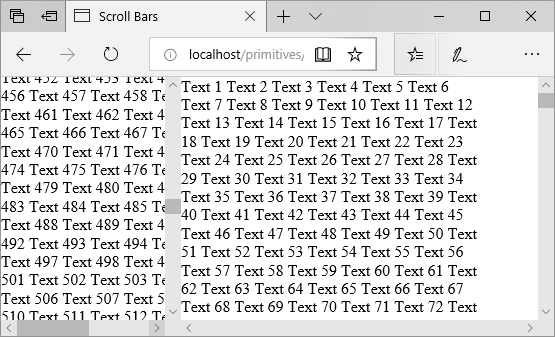 Scroll Bars
localhost/primitives/
Text 452 Text 453 Text 4
456 Text 457 Text 458 T
Text 461 Text 462 Text 4
465 Text 466 Text 467 T
Text 470 Text 471 Text 4
474 Text 475 Text 476 T
Text 479 Text 480 Text 4
483 Text 484 Text 485 Te
Text 488 Text 489 Text 4
492 Text 493 Text 494 T
Text 497 Text 498 Text 4
501 Text 502 Text 503 T
Text 506 Text 507 Text 5
510 Text 511 Text 512 T
Text 1 Text 2 Text 3 Text 4 Text 5 Text 6
Text 7 Text 8 Text 9 Text 10 Text 11 Text 12
Text 13 Text 14 Text 15 Text 16 Text 17 Text
18 Text 19 Text 20 Text 21 Text 22 Text 23
Text 24 Text 25 Text 26 Text 27 Text 28 Text
29 Text 30 Text 31 Text 32 Text 33 Text 34
Text 35 Text 36 Text 37 Text 38 Text 39 Text
40 Text 41 Text 42 Text 43 Text 44 Text 45
Text 46 Text 47 Text 48 Text 49 Text 50 Text
51 Text 52 Text 53 Text 54 Text 55 Text 56
Text 57 Text 58 Text 59 Text 60 Text 61 Text
62 Text 63 Text 64 Text 65 Text 66 Text 67
Text 68 Text 69 Text 70 Text 71 Text 72 Text